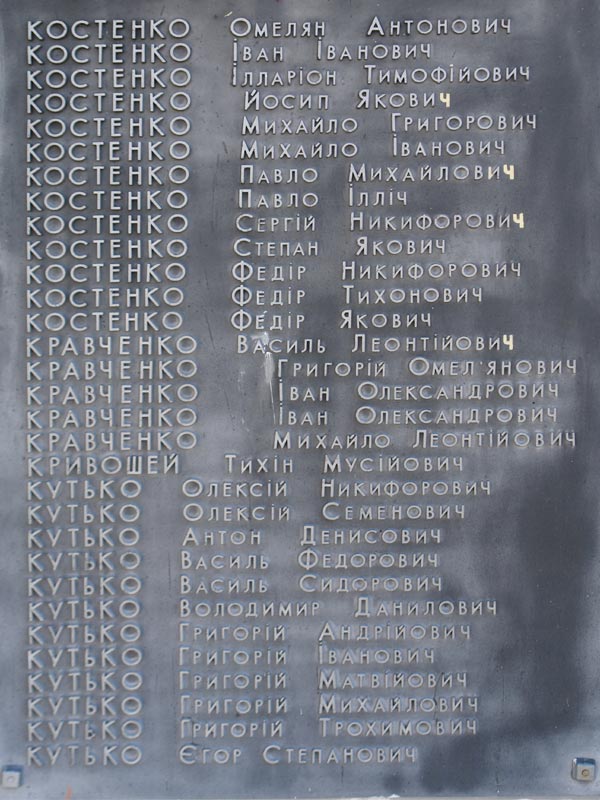 КОСТЕНКО Омелян Антонович
КОСТЕНКО Іван Іванович
КОСТЕНКО Ілларіон Тимофійович
КОСТЕНКО Йосип Якович
КОСТЕНКО Михайло Григорович
КОСТЕНКО Михайло Іванович
КОСТЕНКО Павло Михайлович
КОСТЕНКО Павло Ілліч
КОСТЕНКО Сергій Никифорович
КОСТЕНКО Степан Якович
КОСТЕНКО Федір Никифорович
КОСТЕНКО Федір Тихонович
КОСТЕНКО Федір Якович
КРАВЧЕНКО Василь Леонтійович
КРАВЧЕНКО Григорій Омел'янович
КРАВЧЕНКО Іван Олександрович
КРАВЧЕНКО Іван Олександрович
КРАВЧЕНКО Михайло Леонтійович
КРИВОШЕЙ Тихін Мусійович
КУТЬКО Олексій Никифорович
КУТЬКО Олексій Семенович
КУТЬКО Антон Денисович
КУТЬКО Василь Федорович
КУТЬКО Василь Сидорович
КУТЬКО Володимир Данилович
КУТЬКО Григорій Андрійович
КУТЬКО Григорій Іванович
КУТЬКО Григорій Матвійович
КУТЬКО Григорій Михайлович
КУТЬКО Григорій Трохимович
КУТЬКО Єгор Степанович